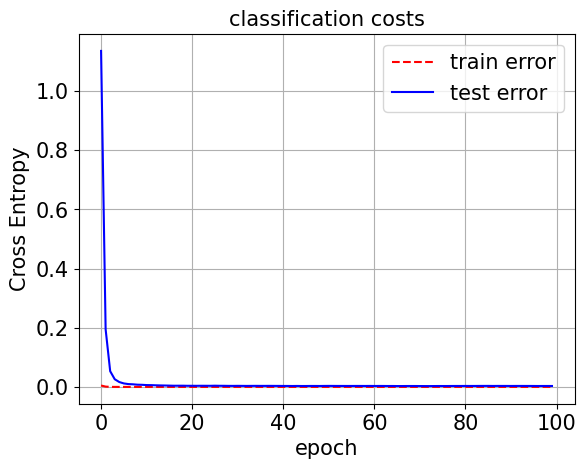 classification costs
train error
test error
Cross Entropy
1.0
0.8
0.6
0.4
0.2
0.0
0 20 40 60 80 100
epoch